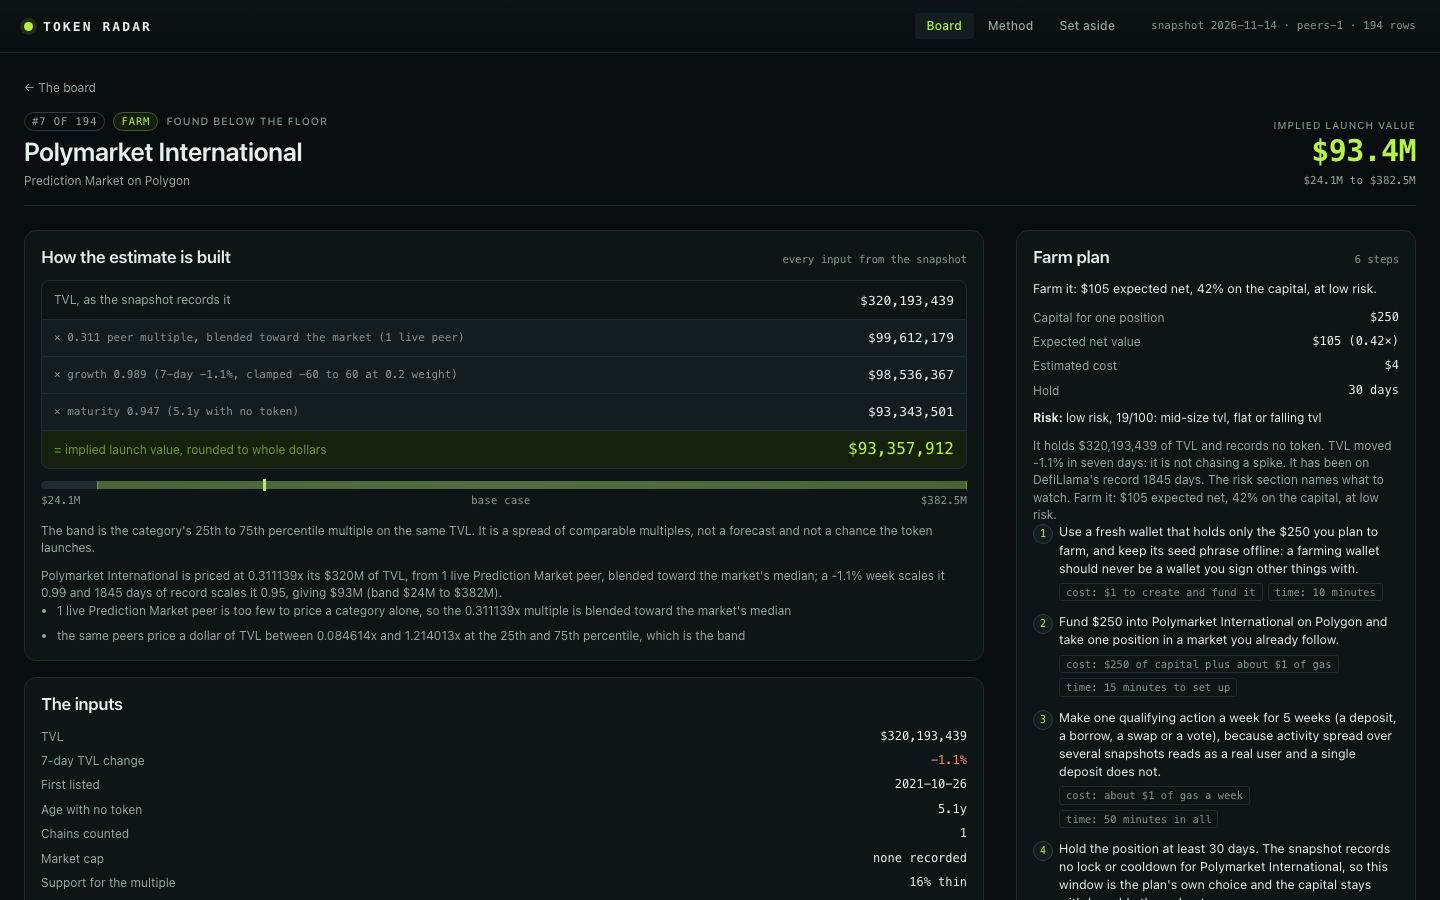 TOKEN RADAR
Board
Method
Set aside
snapshot 2026-11-14 · peers-1 · 194 rows
← The board
#7 OF 194
FARM
FOUND BELOW THE FLOOR
Polymarket International
Prediction Market on Polygon
IMPLIED LAUNCH VALUE
$93.4M
$24.1M to $382.5M
How the estimate is built
every input from the snapshot
TVL, as the snapshot records it
$320,193,439
× 0.311 peer multiple, blended toward the market (1 live peer)
$99,612,179
× growth 0.989 (7-day -1.1%, clamped -60 to 60 at 0.2 weight)
$98,536,367
× maturity 0.947 (5.1y with no token)
$93,343,501
= implied launch value, rounded to whole dollars
$93,357,912
$24.1M
base case
$382.5M
The band is the category's 25th to 75th percentile multiple on the same TVL. It is a spread of comparable multiples, not a forecast and not a chance the token
launches.
Polymarket International is priced at 0.311139x its $320M of TVL, from 1 live Prediction Market peer, blended toward the market's median; a -1.1% week scales it
0.99 and 1845 days of record scales it 0.95, giving $93M (band $24M to $382M).
• 1 live Prediction Market peer is too few to price a category alone, so the 0.311139x multiple is blended toward the market's median
• the same peers price a dollar of TVL between 0.084614x and 1.214013x at the 25th and 75th percentile, which is the band
The inputs
TVL
$320,193,439
7-day TVL change
-1.1%
First listed
2021-10-26
Age with no token
5.1y
Chains counted
1
Market cap
none recorded
Support for the multiple
16% thin
Farm plan
6 steps
Farm it: $105 expected net, 42% on the capital, at low risk.
Capital for one position
$250
Expected net value
$105 (0.42×)
Estimated cost
$4
Hold
30 days
Risk: low risk, 19/100: mid-size tvl, flat or falling tvl
It holds $320,193,439 of TVL and records no token. TVL moved
-1.1% in seven days: it is not chasing a spike. It has been on
DefiLlama's record 1845 days. The risk section names what to
watch. Farm it: $105 expected net, 42% on the capital, at low
risk.
1
Use a fresh wallet that holds only the $250 you plan to
farm, and keep its seed phrase offline: a farming wallet
should never be a wallet you sign other things with.
cost: $1 to create and fund it
time: 10 minutes
2
Fund $250 into Polymarket International on Polygon and
take one position in a market you already follow.
cost: $250 of capital plus about $1 of gas
time: 15 minutes to set up
3
Make one qualifying action a week for 5 weeks (a deposit,
a borrow, a swap or a vote), because activity spread over
several snapshots reads as a real user and a single
deposit does not.
cost: about $1 of gas a week
time: 50 minutes in all
4
Hold the position at least 30 days. The snapshot records
no lock or cooldown for Polymarket International, so this
window is the plan's own choice and the capital stays